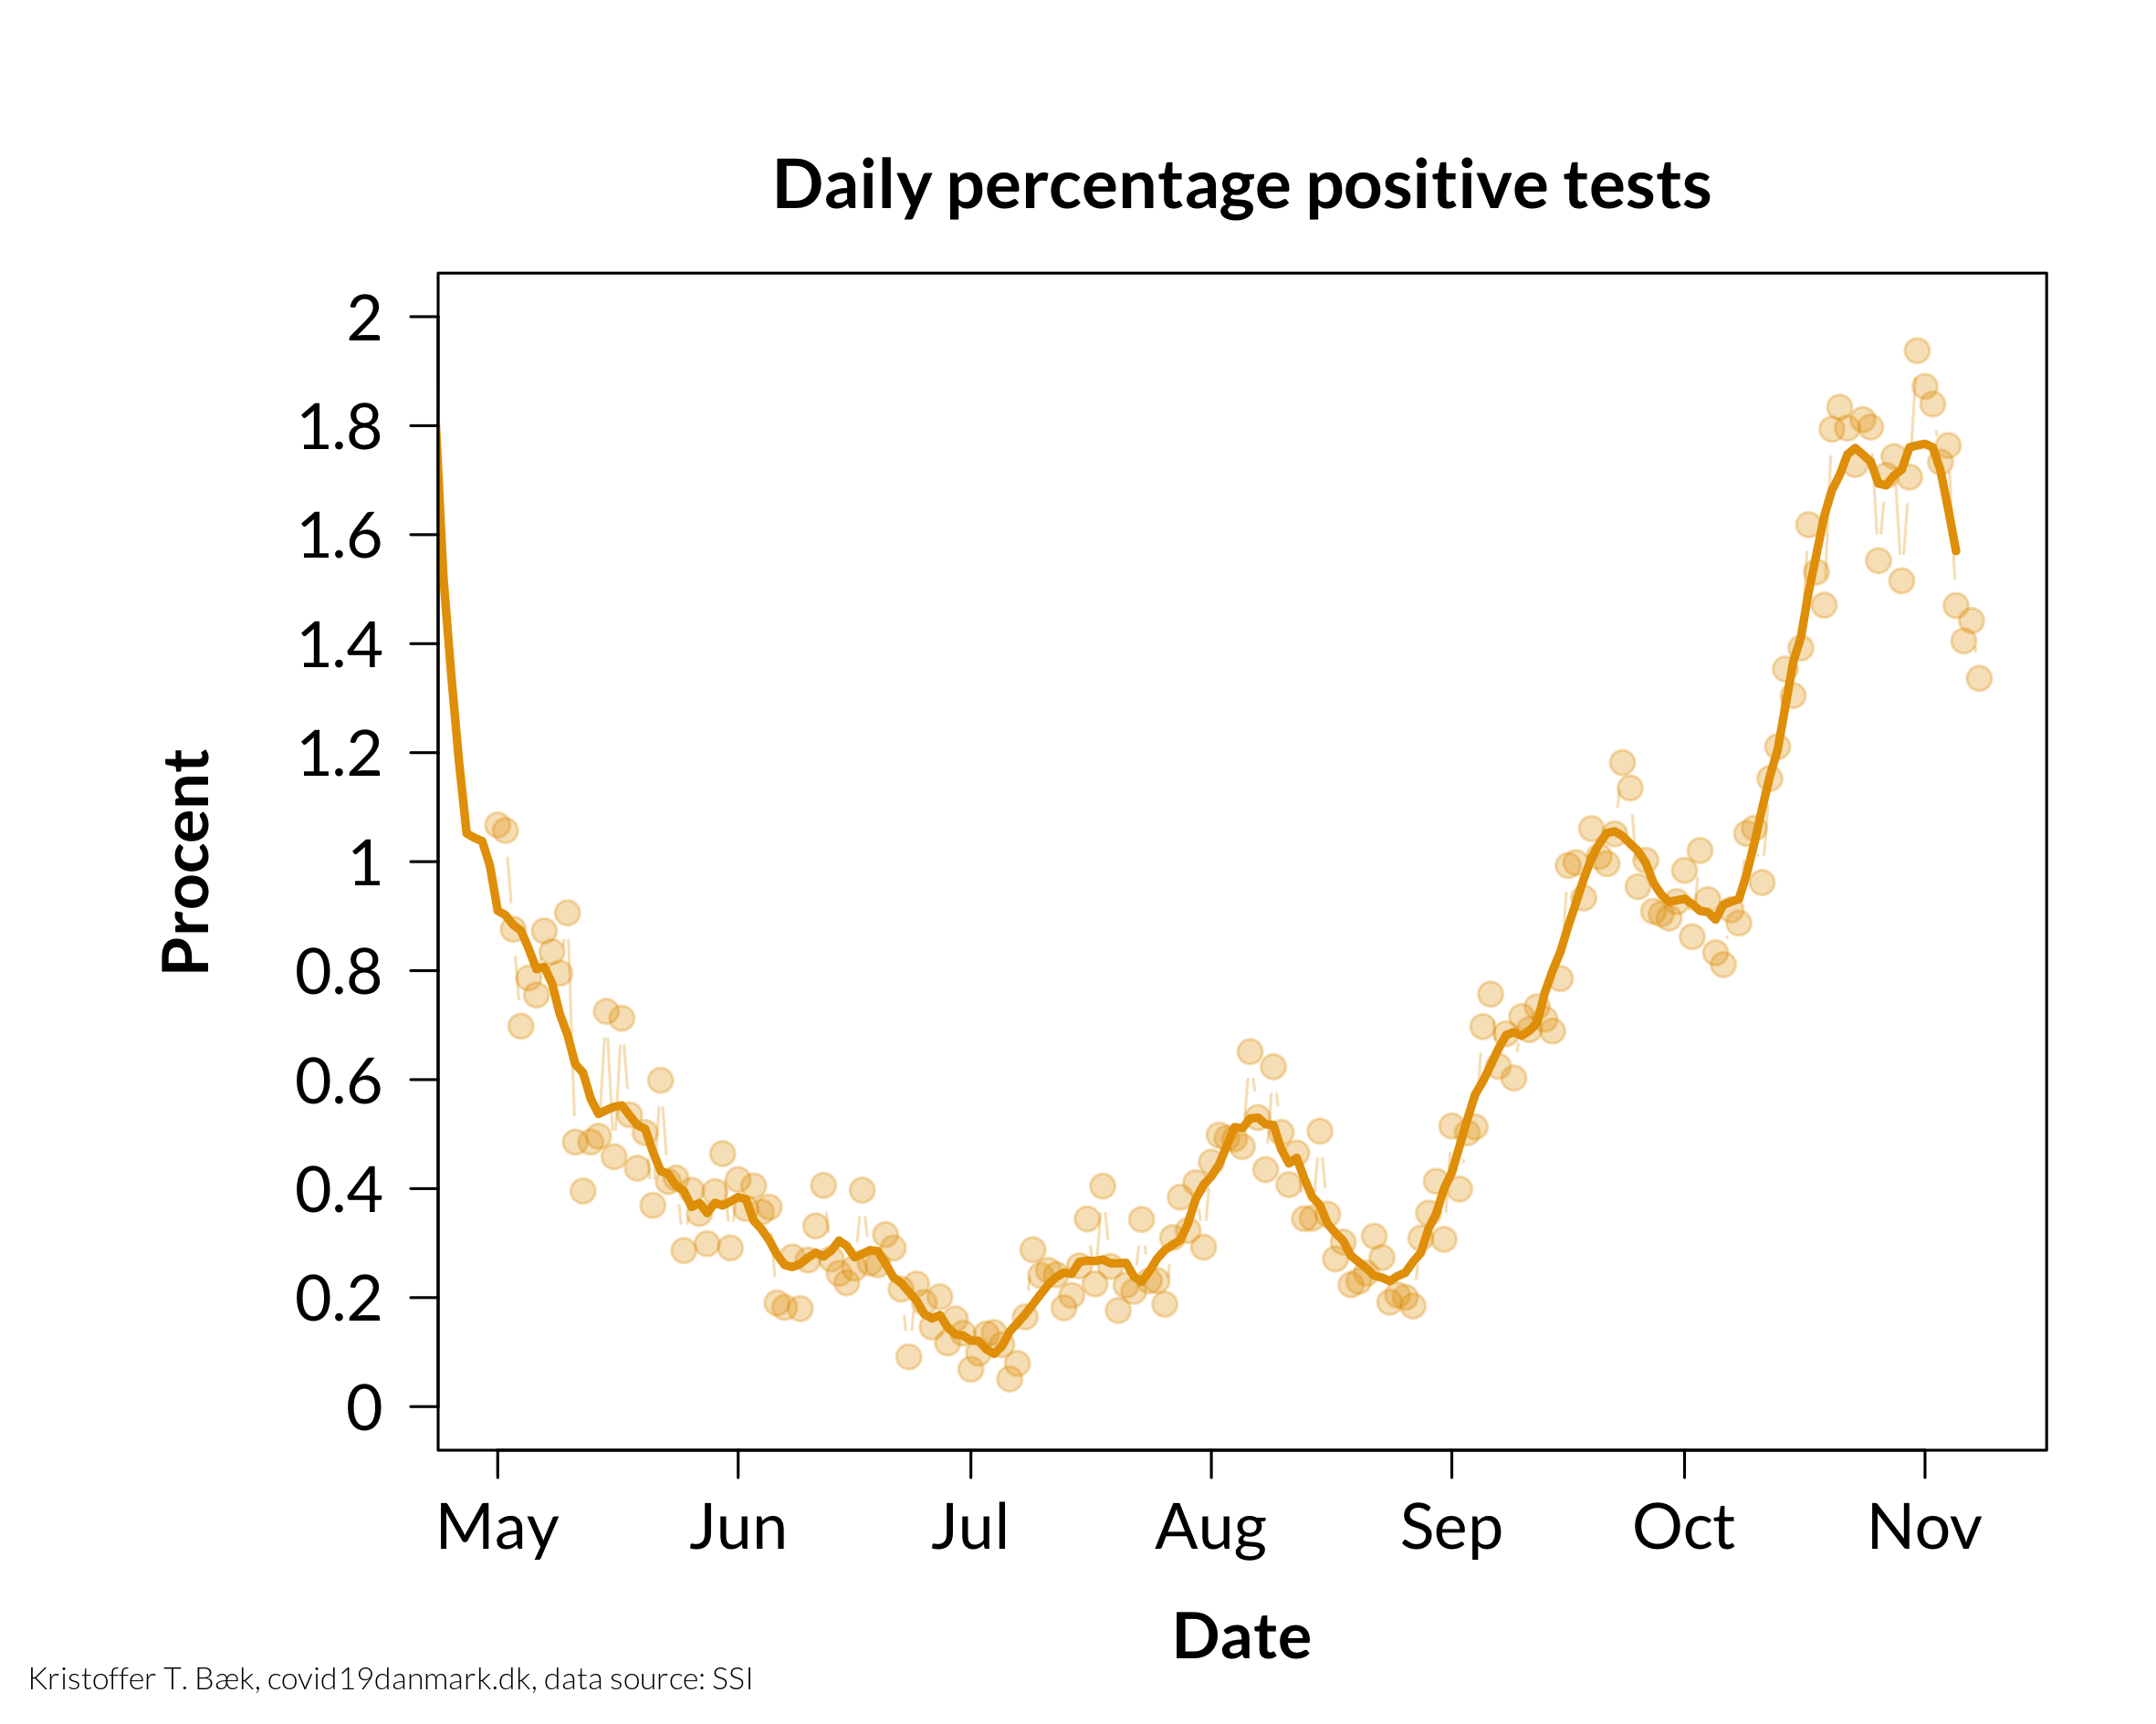 Daily percentage positive tests
2
1.8
1.6
1.4
1.2
1
0.8
0.6
0.4
0.2
0
Procent
May Jun Jul Aug Sep Oct Nov
Date
Kristoffer T. Bæk, covid19danmark.dk, data source: SSI